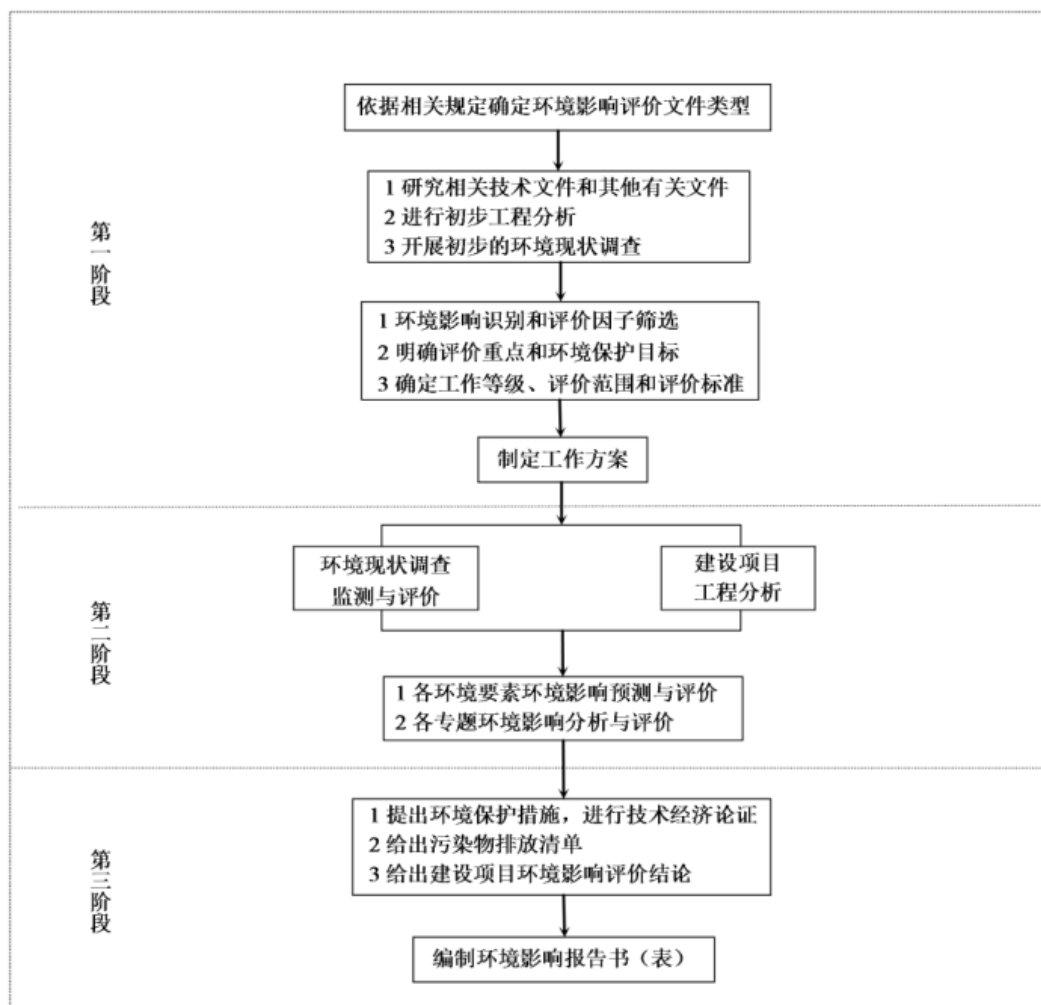 依据相关规定确定环境影响评价文件类型
1 研究相关技术文件和其他有关文件
2 进行初步工程分析
3 开展初步的环境现状调查
第一阶段
1 环境影响识别和评价因子筛选
2 明确评价重点和环境保护目标
3 确定工作等级、评价范围和评价标准
制定工作方案
环境现状调查
监测与评价
建设项目
工程分析
第二阶段
1 各环境要素环境影响预测与评价
2 各专题环境影响分析与评价
1 提出环境保护措施，进行技术经济论证
2 给出污染物排放清单
3 给出建设项目环境影响评价结论
第三阶段
编制环境影响报告书（表）